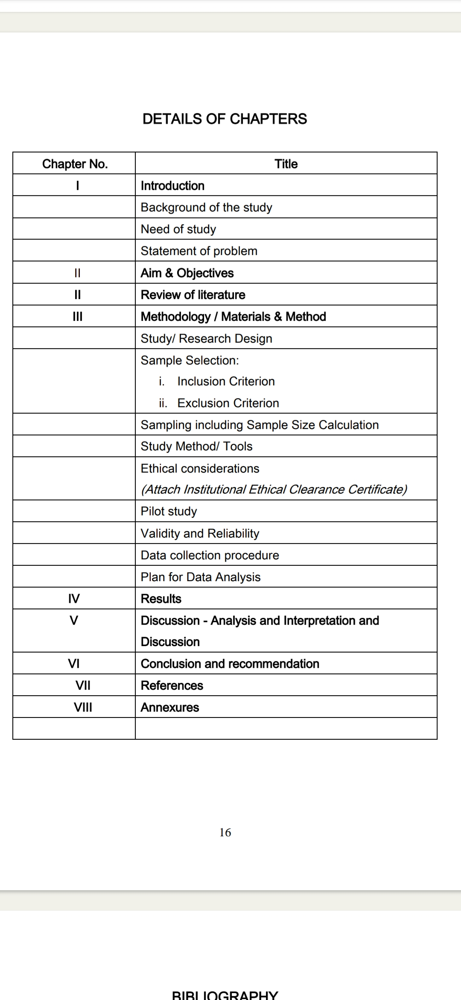 DETAILS OF CHAPTERS
Chapter No. Title
I Introduction
Background of the study
Need of study
Statement of problem
II Aim & Objectives
II Review of literature
III Methodology / Materials & Method
Study/ Research Design
Sample Selection:
i. Inclusion Criterion
ii. Exclusion Criterion
Sampling including Sample Size Calculation
Study Method/ Tools
Ethical considerations
(Attach Institutional Ethical Clearance Certificate)
Pilot study
Validity and Reliability
Data collection procedure
Plan for Data Analysis
IV Results
V Discussion - Analysis and Interpretation and
Discussion
VI Conclusion and recommendation
VII References
VIII Annexures
16
BIBLIOGRAPHY